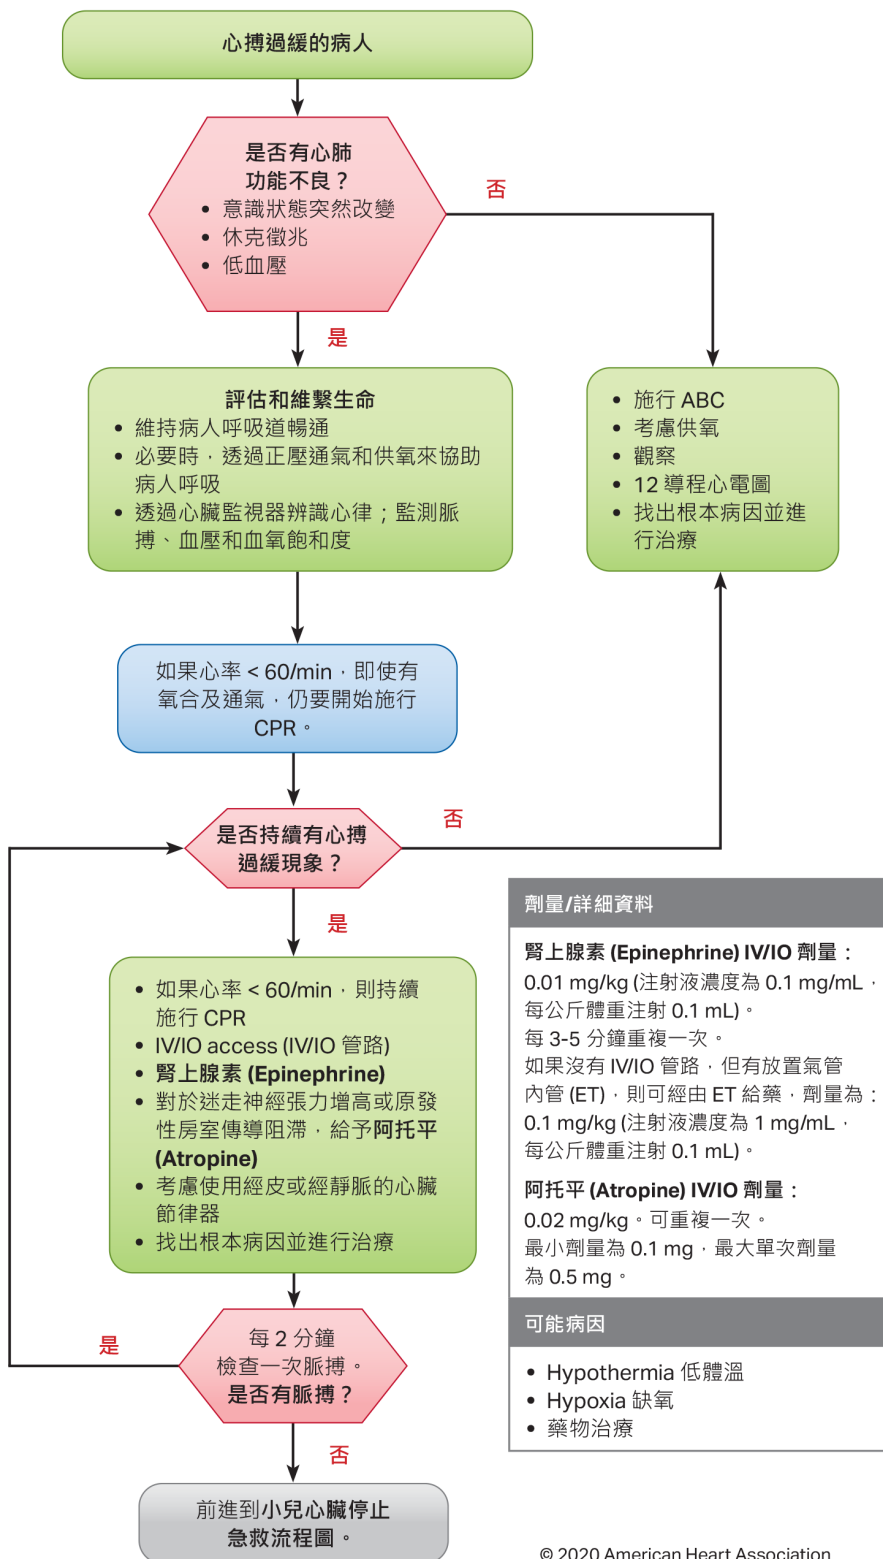 心搏過緩的病人
是否有心肺
功能不良？
• 意識狀態突然改變
• 休克徵兆
• 低血壓
否
是
評估和維繫生命
• 維持病人呼吸道暢通
• 必要時，透過正壓通氣和供氧來協助
病人呼吸
• 透過心臟監視器辨識心律；監測脈
搏、血壓和血氧飽和度
• 施行 ABC
• 考慮供氧
• 觀察
• 12 導程心電圖
• 找出根本病因並進
行治療
如果心率 < 60/min，即使有
氧合及通氣，仍要開始施行
CPR。
是否持續有心搏
過緩現象？
否
是
• 如果心率 < 60/min，則持續
施行 CPR
• IV/IO access (IV/IO 管路)
• 腎上腺素 (Epinephrine)
• 對於迷走神經張力增高或原發
性房室傳導阻滯，給予阿托平
(Atropine)
• 考慮使用經皮或經靜脈的心臟
節律器
• 找出根本病因並進行治療
每 2 分鐘
檢查一次脈搏。
是否有脈搏？
是
否
前進到小兒心臟停止
急救流程圖。
劑量/詳細資料
腎上腺素 (Epinephrine) IV/IO 劑量：
0.01 mg/kg (注射液濃度為 0.1 mg/mL，
每公斤體重注射 0.1 mL)。
每 3-5 分鐘重複一次。
如果沒有 IV/IO 管路，但有放置氣管
內管 (ET)，則可經由 ET 給藥，劑量為：
0.1 mg/kg (注射液濃度為 1 mg/mL，
每公斤體重注射 0.1 mL)。
阿托平 (Atropine) IV/IO 劑量：
0.02 mg/kg。可重複一次。
最小劑量為 0.1 mg，最大單次劑量
為 0.5 mg。
可能病因
• Hypothermia 低體溫
• Hypoxia 缺氧
• 藥物治療
© 2020 American Heart Association